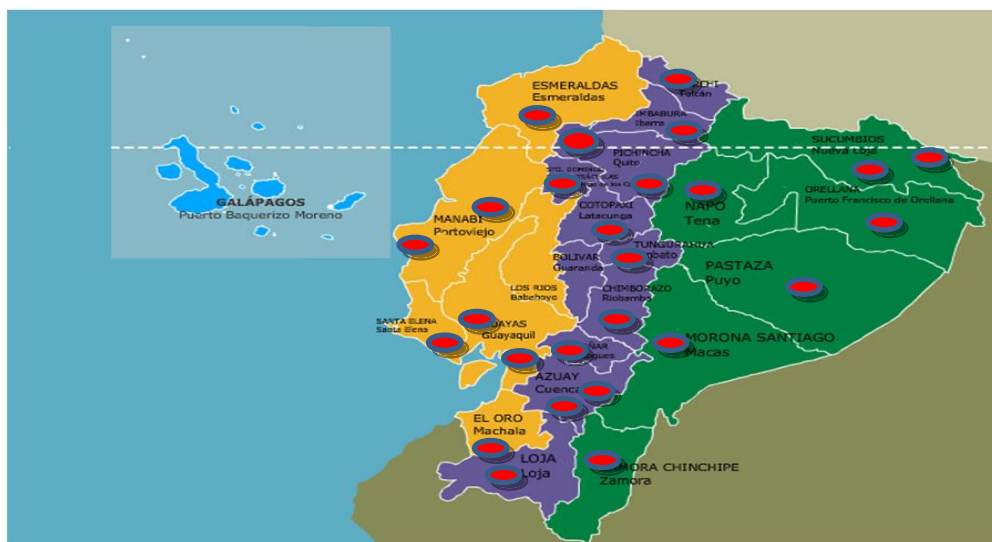 ESMERALDAS
Esmeraldas
Tulcán
IMBABURA
Ibarra
PICHINCHA
Quito
SUCUMBIOS
Nueva Loja
ORELLANA
Puerto Francisco de Orellana
NAPO
Tena
COTOPAXI
Latacunga
GALÁPAGOS
Puerto Baquerizo Moreno
MANABI
Portoviejo
BOLIVAR
Guaranda
TUNGURAHUA
PASTAZA
Puyo
LOS RIOS
Babahoyo
CHIMBORAZO
Riobamba
SANTA ELENA
Santa Elena
Guayaquil
MORONA SANTIAGO
Macas
AZUAY
Cuenca
EL ORO
Machala
LOJA
Loja
CHINCHIPE
Zamora